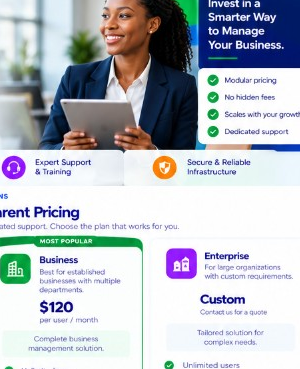 Invest in a
Smarter Way
to Manage
Your Business.
Modular pricing
No hidden fees
Scales with your growth
Dedicated support
Expert Support
& Training
Secure & Reliable
Infrastructure
NS
arent Pricing
ated support. Choose the plan that works for you.
MOST POPULAR
Business
Best for established
businesses with multiple
departments.
$120
per user / month
Complete business
management solution.
Enterprise
For large organizations
with custom requirements.
Custom
Contact us for a quote
Tailored solution for
complex needs.
Unlimited users